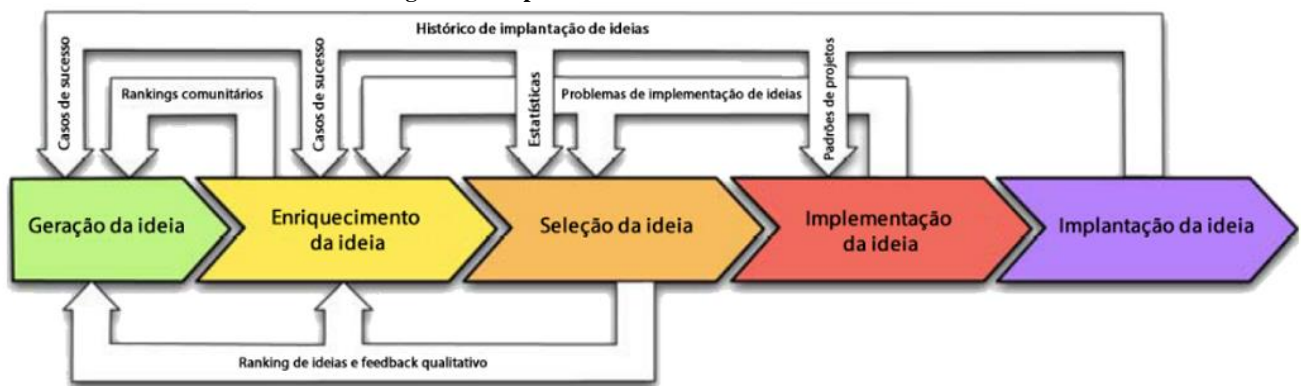 Histórico de implantação de ideias
Casos de sucesso
Rankings comunitários
Casos de sucesso
Estatísticas
Problemas de implementação de ideias
Padrões de projetos
Geração da ideia
Enriquecimento
da ideia
Seleção da ideia
Implementação
da ideia
Implantação da ideia
Ranking de ideias e feedback qualitativo